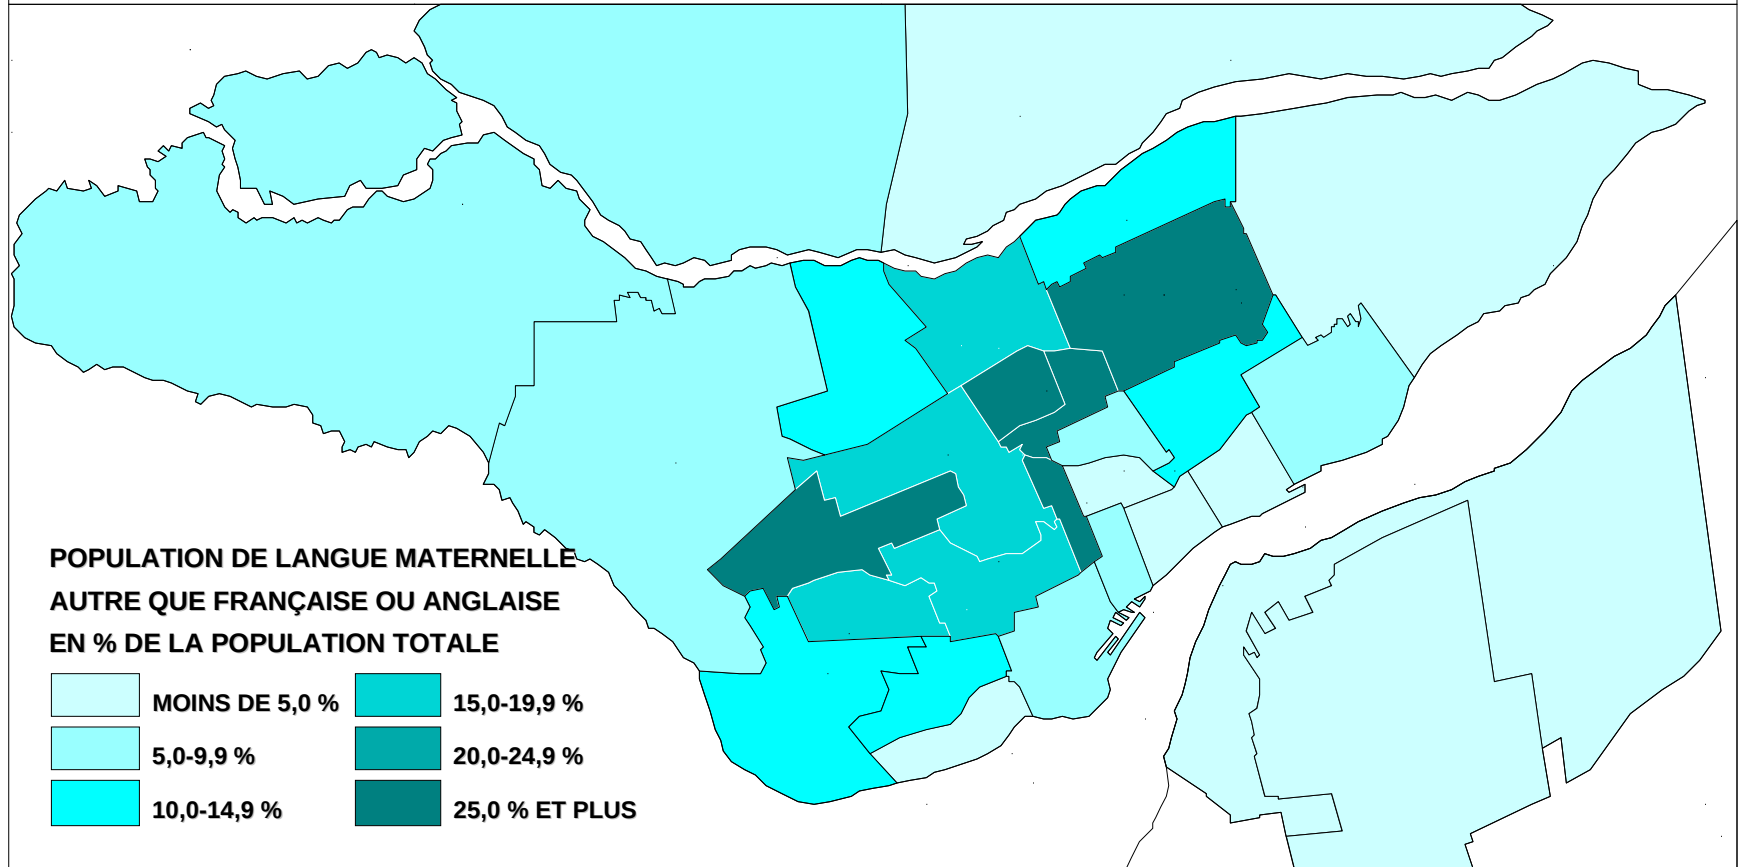 POPULATION DE LANGUE MATERNELLE
AUTRE QUE FRANÇAISE OU ANGLAISE
EN % DE LA POPULATION TOTALE
MOINS DE 5,0 %
15,0-19,9 %
5,0-9,9 %
20,0-24,9 %
10,0-14,9 %
25,0 % ET PLUS